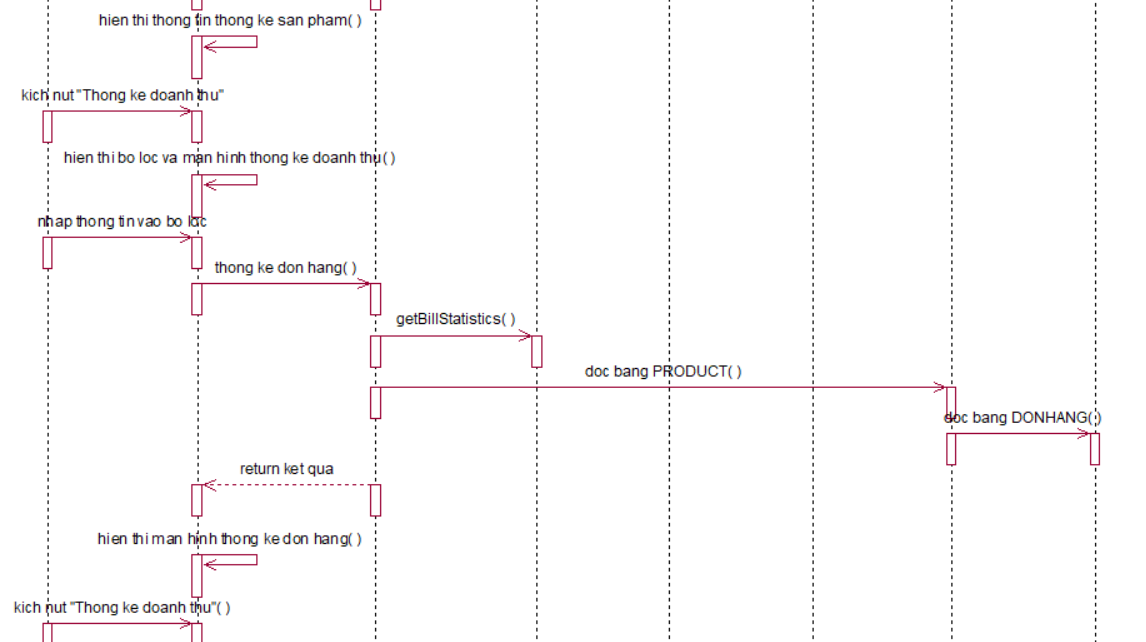 hien thi thong tin thong ke san pham( )
kich nut "Thong ke doanh thu"
hien thi bo loc va man hinh thong ke doanh thu( )
nhap thong tin vao bo loc
thong ke don hang( )
getBillStatistics( )
doc bang PRODUCT( )
doc bang DONHANG( )
return ket qua
hien thi man hinh thong ke don hang( )
kich nut "Thong ke doanh thu"( )